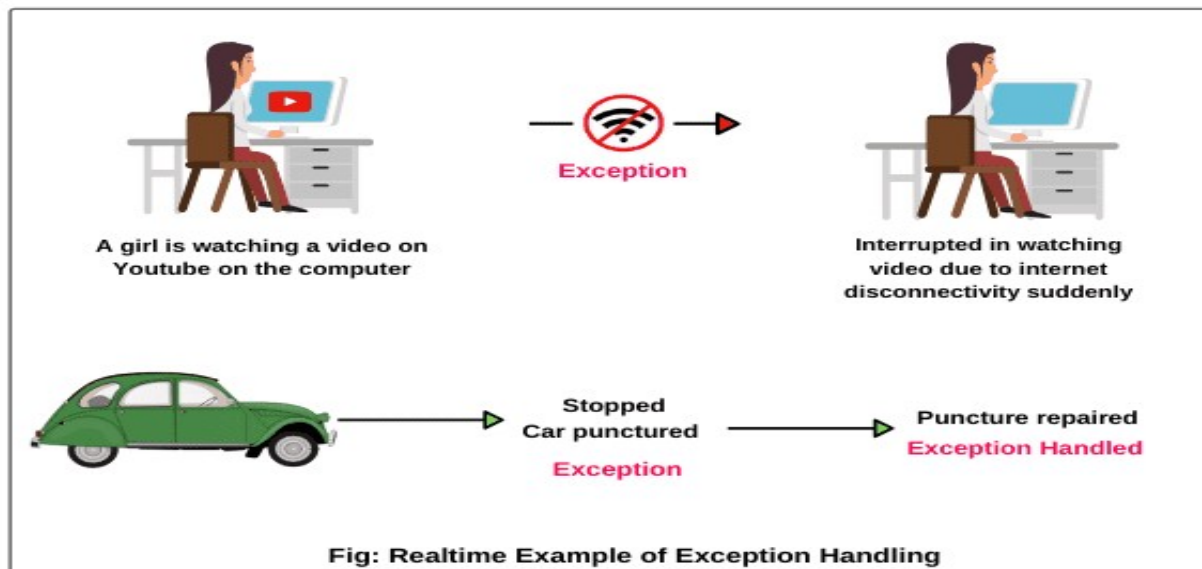 Exception
A girl is watching a video on
Youtube on the computer
Interrupted in watching
video due to internet
disconnectivity suddenly
Stopped
Car punctured
Exception
Puncture repaired
Exception Handled
Fig: Realtime Example of Exception Handling